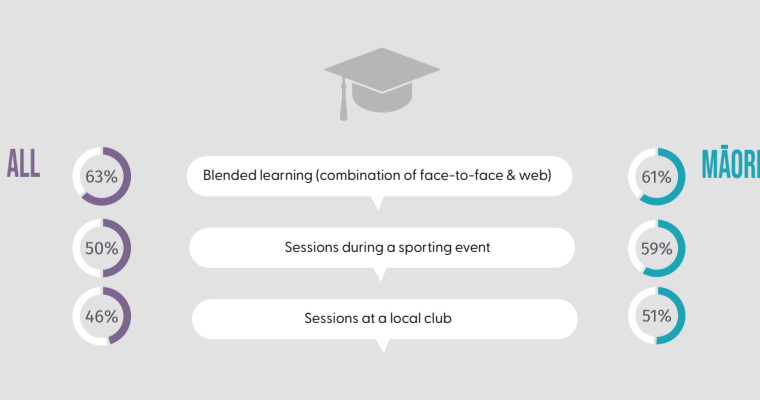 ALL
MĀORI
63%
Blended learning (combination of face-to-face & web)
61%
50%
Sessions during a sporting event
59%
46%
Sessions at a local club
51%